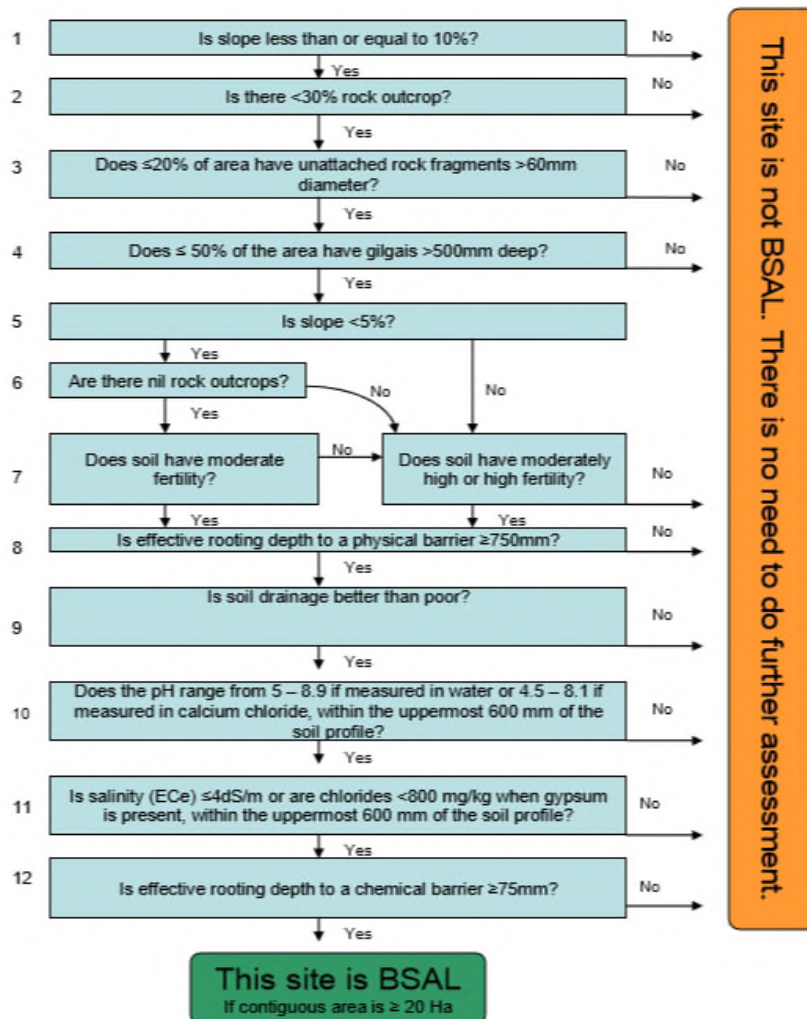 1
Is slope less than or equal to 10%?
No
Yes
2
Is there <30% rock outcrop?
No
Yes
3
Does ≤20% of area have unattached rock fragments >60mm
diameter?
No
Yes
4
Does ≤ 50% of the area have gilgais >500mm deep?
No
Yes
5
Is slope <5%?
Yes
No
6
Are there nil rock outcrops?
No
Yes
7
Does soil have moderate
fertility?
No
Does soil have moderately
high or high fertility?
No
Yes
Yes
8
Is effective rooting depth to a physical barrier ≥750mm?
No
Yes
9
Is soil drainage better than poor?
No
Yes
10
Does the pH range from 5 – 8.9 if measured in water or 4.5 – 8.1 if
measured in calcium chloride, within the uppermost 600 mm of the
soil profile?
No
Yes
11
Is salinity (ECe) ≤4dS/m or are chlorides <800 mg/kg when gypsum
is present, within the uppermost 600 mm of the soil profile?
No
Yes
12
Is effective rooting depth to a chemical barrier ≥75mm?
No
Yes
This site is BSAL
If contiguous area is ≥ 20 Ha
This site is not BSAL. There is no need to do further assessment.